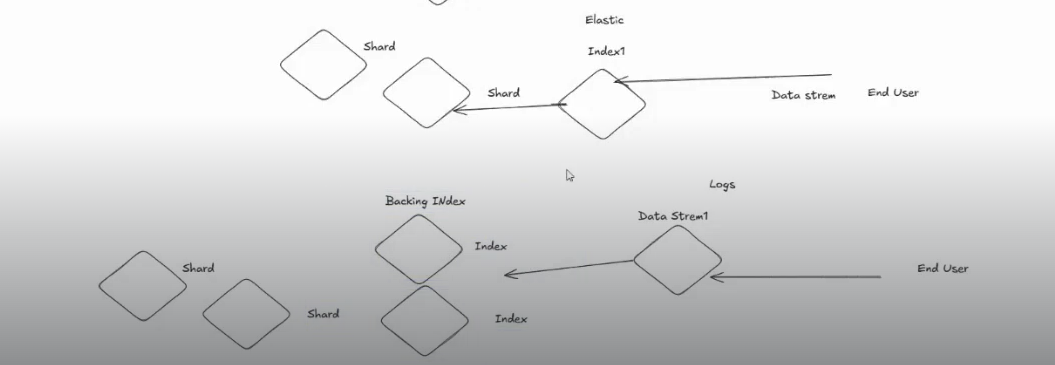 Elastic
Shard
Index1
Shard
Data strem
End User
Logs
Backing INdex
Data Strem1
Index
Shard
End User
Shard
Index